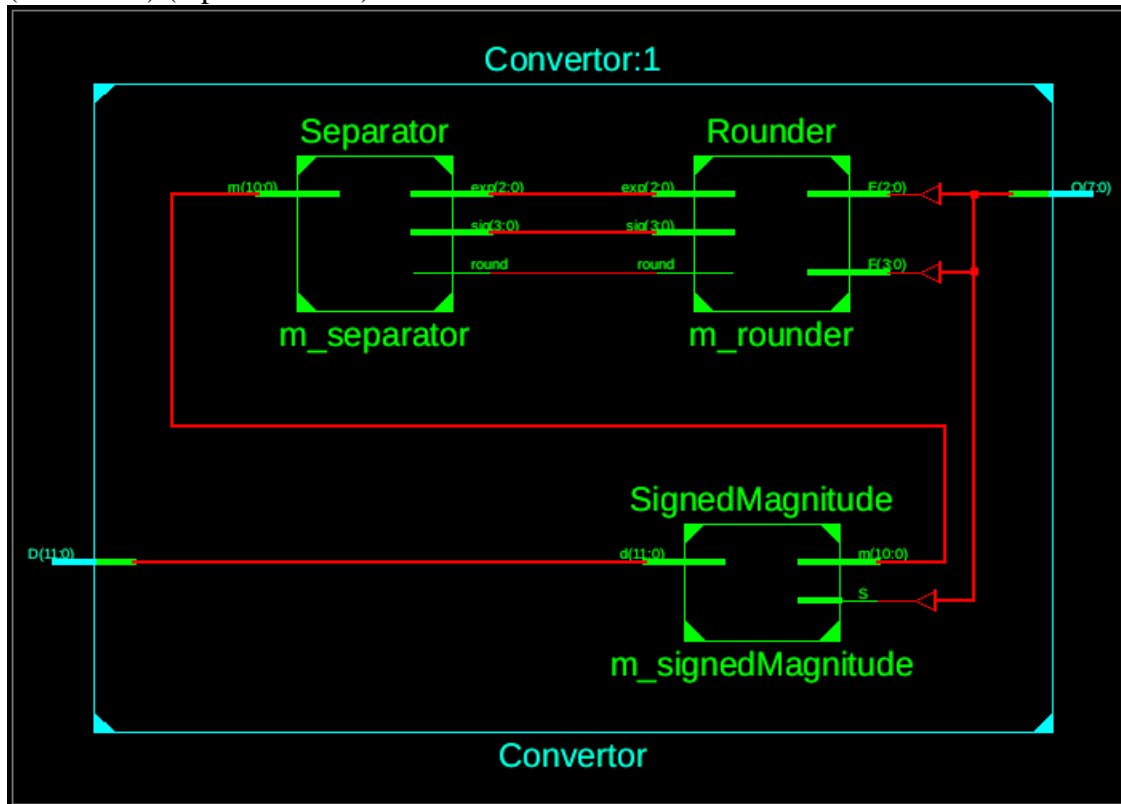 Convertor:1
Separator
Rounder
m(10:0)
exp(2:0)
exp(2:0)
E(2:0)
O(7:0)
sig(3:0)
sig(3:0)
round
round
F(3:0)
m_separator
m_rounder
SignedMagnitude
D(11:0)
d(11:0)
m(10:0)
S
m_signedMagnitude
Convertor